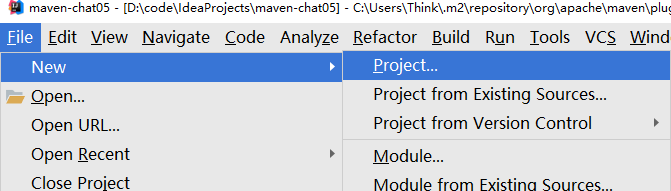 maven-chat05 - [D:\code\IdeaProjects\maven-chat05] - C:\Users\Think\.m2\repository\org\apache\maven\plug
File Edit View Navigate Code Analyze Refactor Build Run Tools VCS Wind
New
Open...
Open URL...
Open Recent
Close Project
Project...
Project from Existing Sources...
Project from Version Control
Module...
Module from Existing Sources...